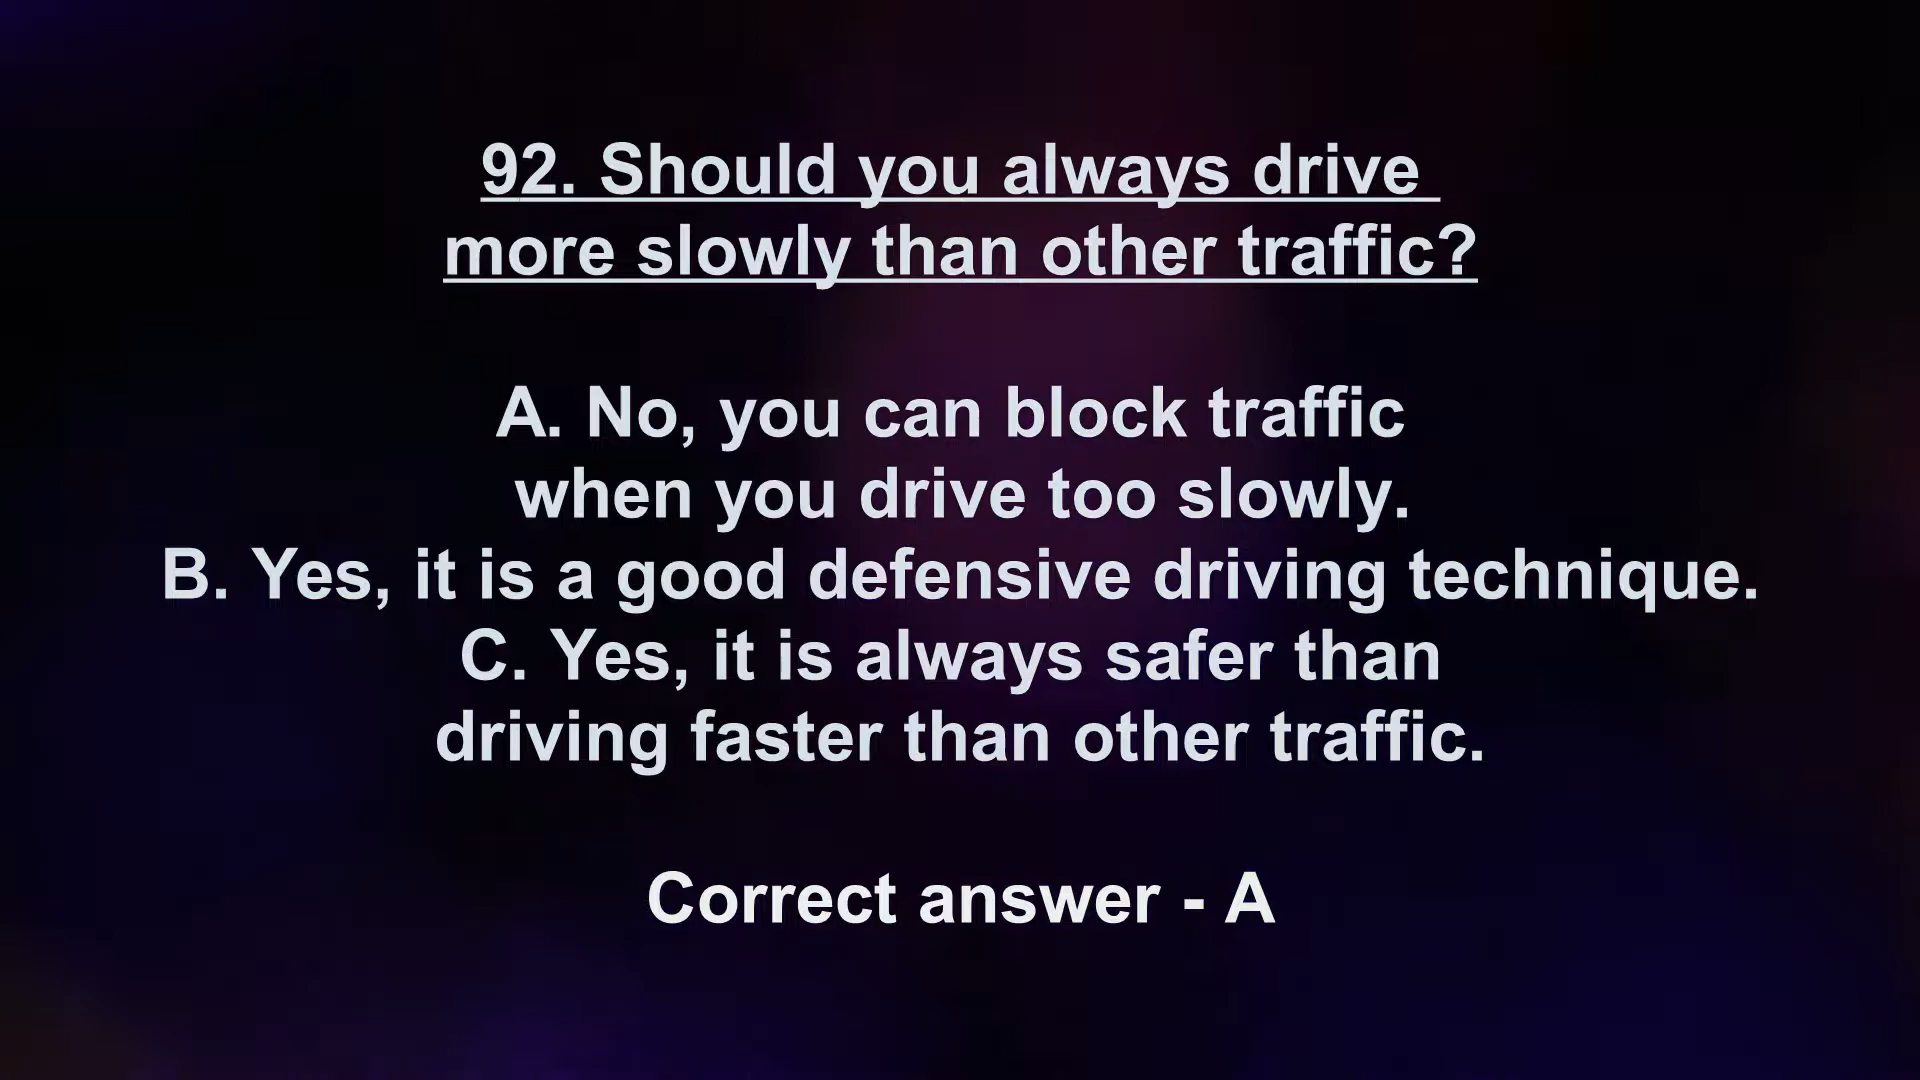 92. Should you always drive
more slowly than other traffic?
A. No, you can block traffic
when you drive too slowly.
B. Yes, it is a good defensive driving technique.
C. Yes, it is always safer than
driving faster than other traffic.
Correct answer - A